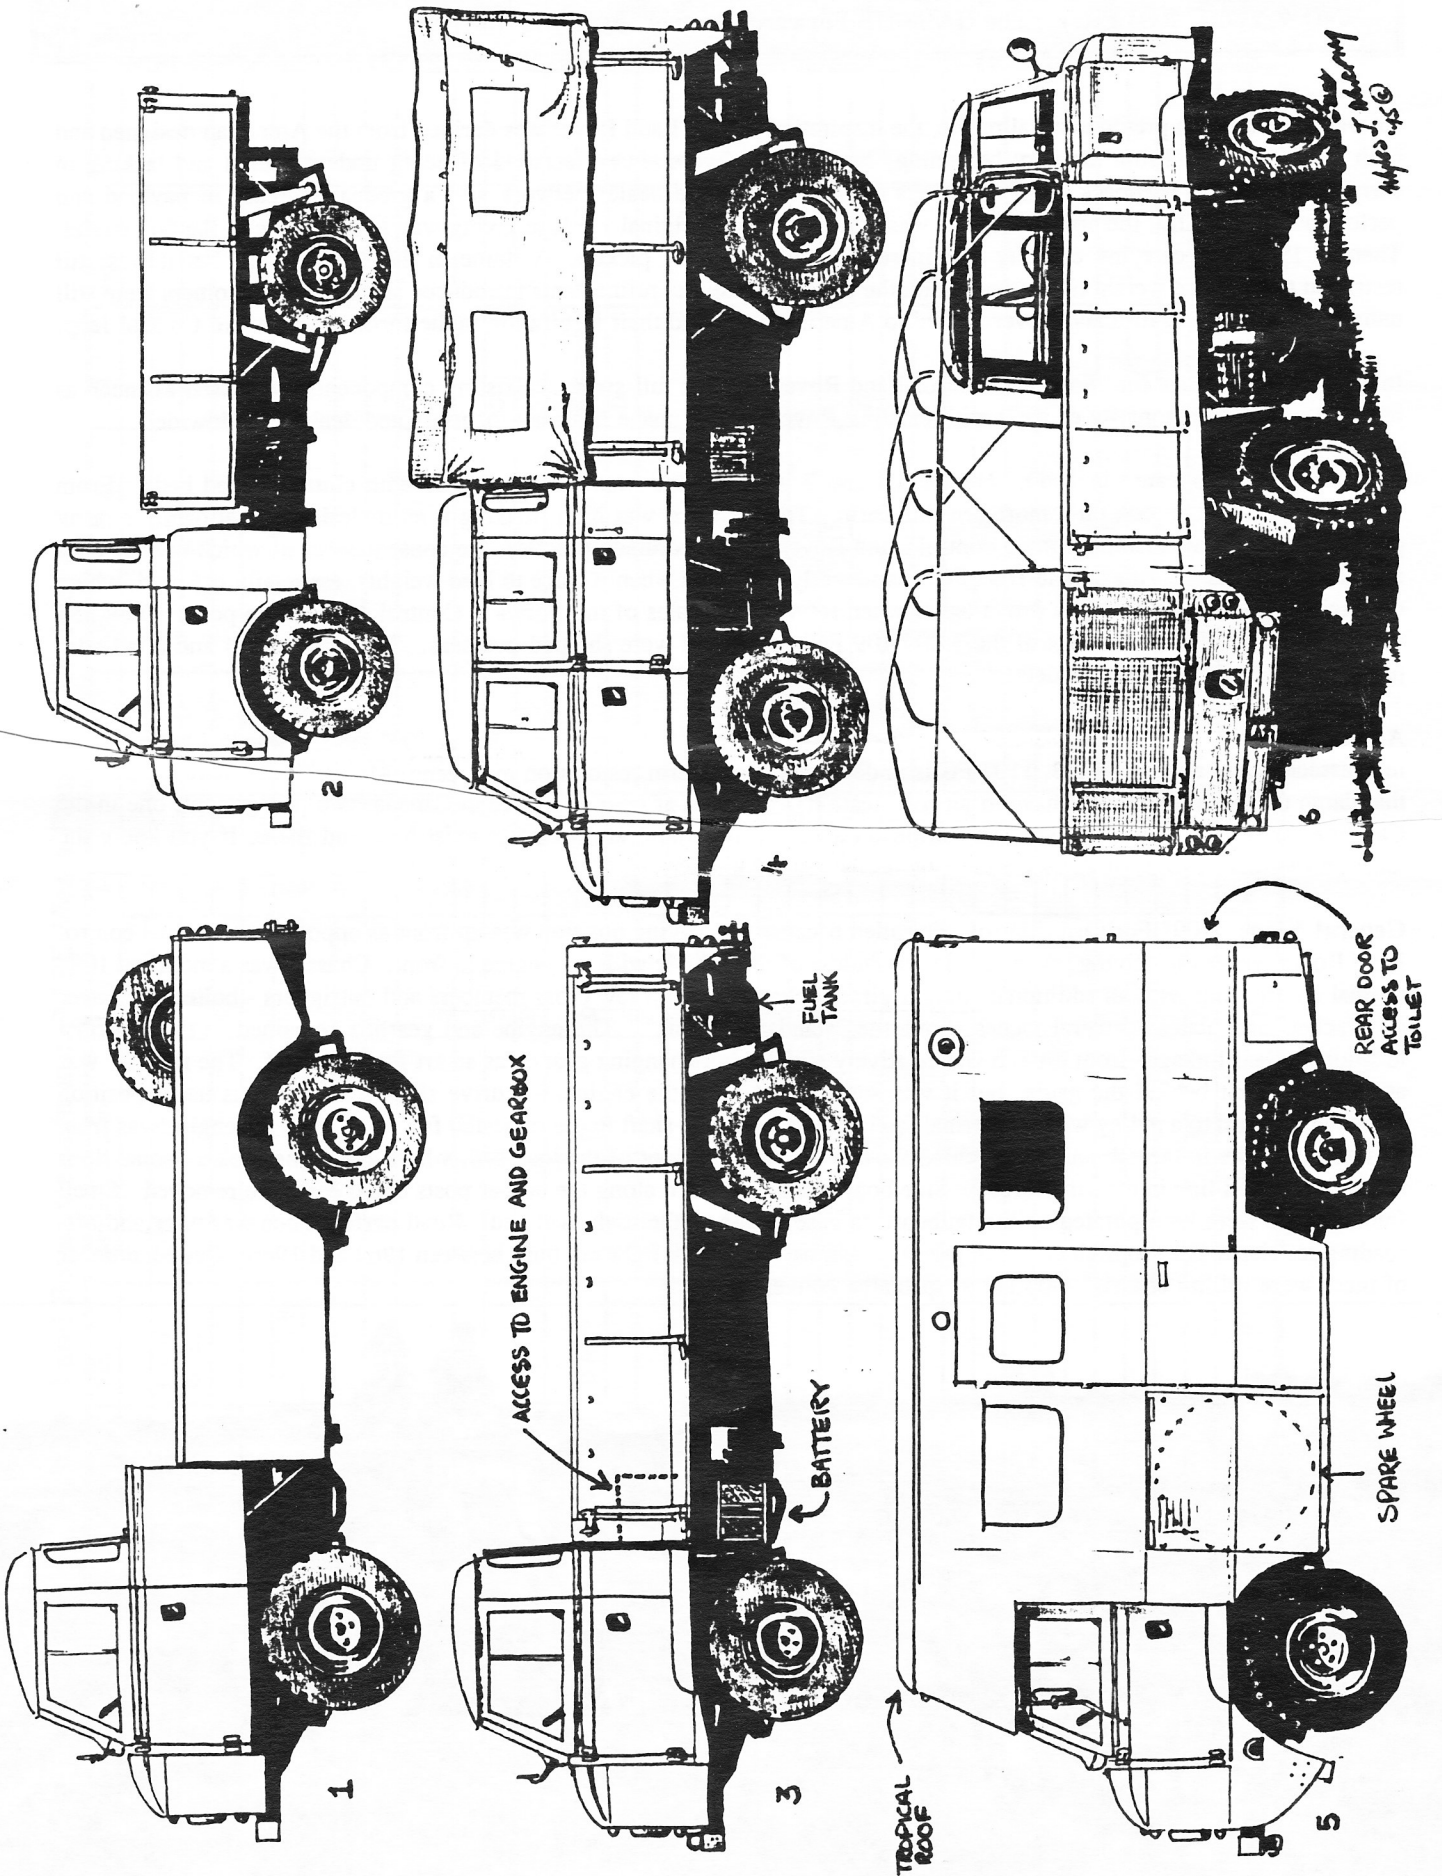 1
2
ACCESS TO ENGINE AND GEARBOX
BATTERY
FUEL
TANK
3
4
TROPICAL
ROOF
SPARE WHEEL
REAR DOOR
ACCESS TO
TOILET
5
6